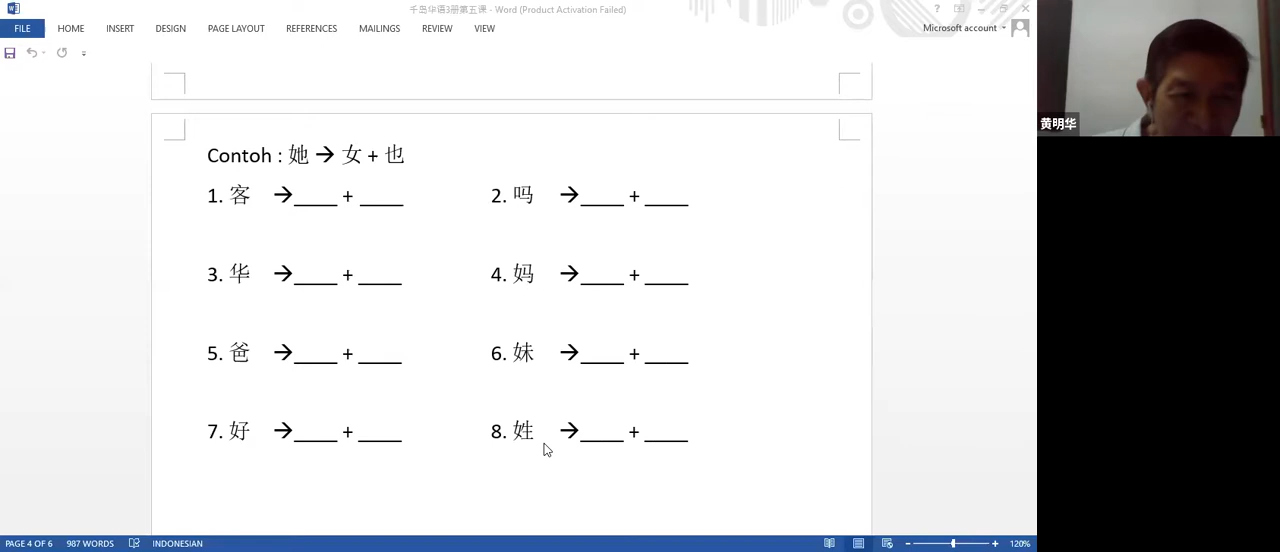 千岛华语3册第五课 - Word (Product Activation Failed)
FILE HOME INSERT DESIGN PAGE LAYOUT REFERENCES MAILINGS REVIEW VIEW
Microsoft account
Contoh : 她 → 女 + 也
1. 客 → ____ + ____ 2. 吗 → ____ + ____
3. 华 → ____ + ____ 4. 妈 → ____ + ____
5. 爸 → ____ + ____ 6. 妹 → ____ + ____
7. 好 → ____ + ____ 8. 姓 → ____ + ____
PAGE 4 OF 6 987 WORDS INDONESIAN 120%
黄明华